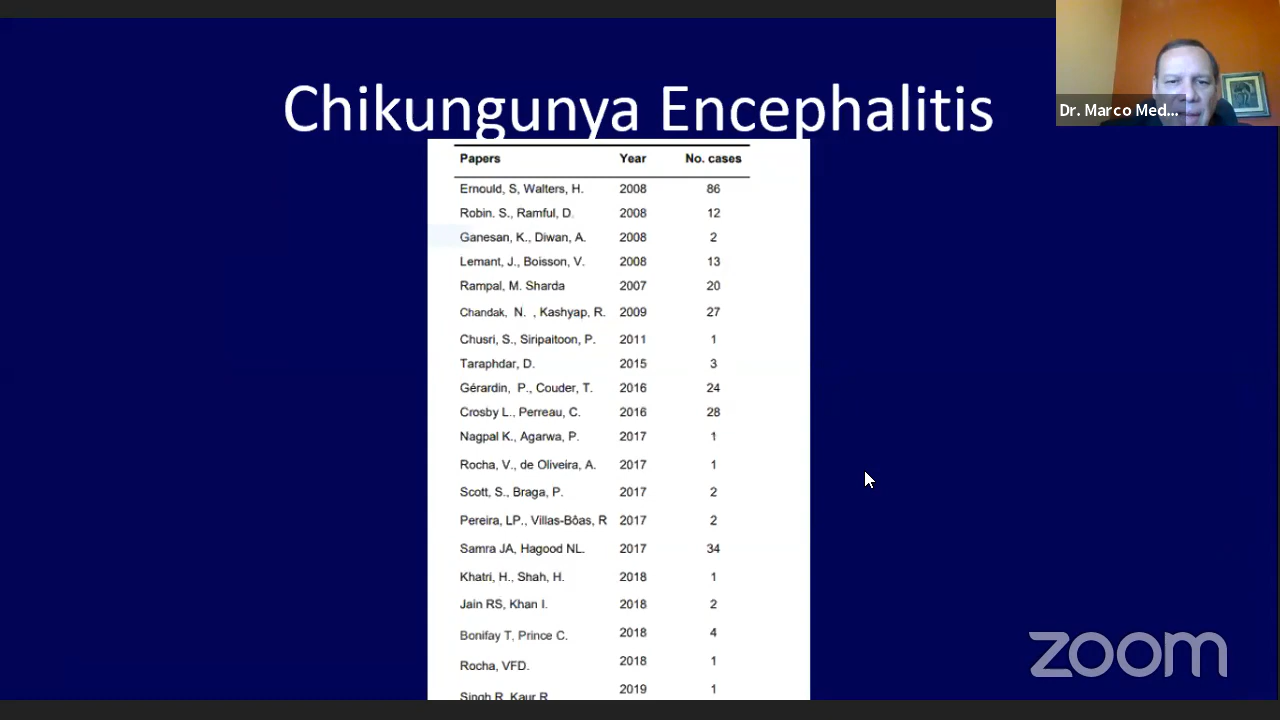 Chikungunya Encephalitis
Dr. Marco Med...
Papers Year No. cases
Ernould, S, Walters, H. 2008 86
Robin. S., Ramful, D. 2008 12
Ganesan, K., Diwan, A. 2008 2
Lemant, J., Boisson, V. 2008 13
Rampal, M. Sharda 2007 20
Chandak, N. , Kashyap, R. 2009 27
Chusri, S., Siripaitoon, P. 2011 1
Taraphdar, D. 2015 3
Gérardin, P., Couder, T. 2016 24
Crosby L., Perreau, C. 2016 28
Nagpal K., Agarwa, P. 2017 1
Rocha, V., de Oliveira, A. 2017 1
Scott, S., Braga, P. 2017 2
Pereira, LP., Villas-Bôas, R 2017 2
Samra JA, Hagood NL. 2017 34
Khatri, H., Shah, H. 2018 1
Jain RS, Khan I. 2018 2
Bonifay T, Prince C. 2018 4
Rocha, VFD. 2018 1
Singh R, Kaur R 2019 1
zoom